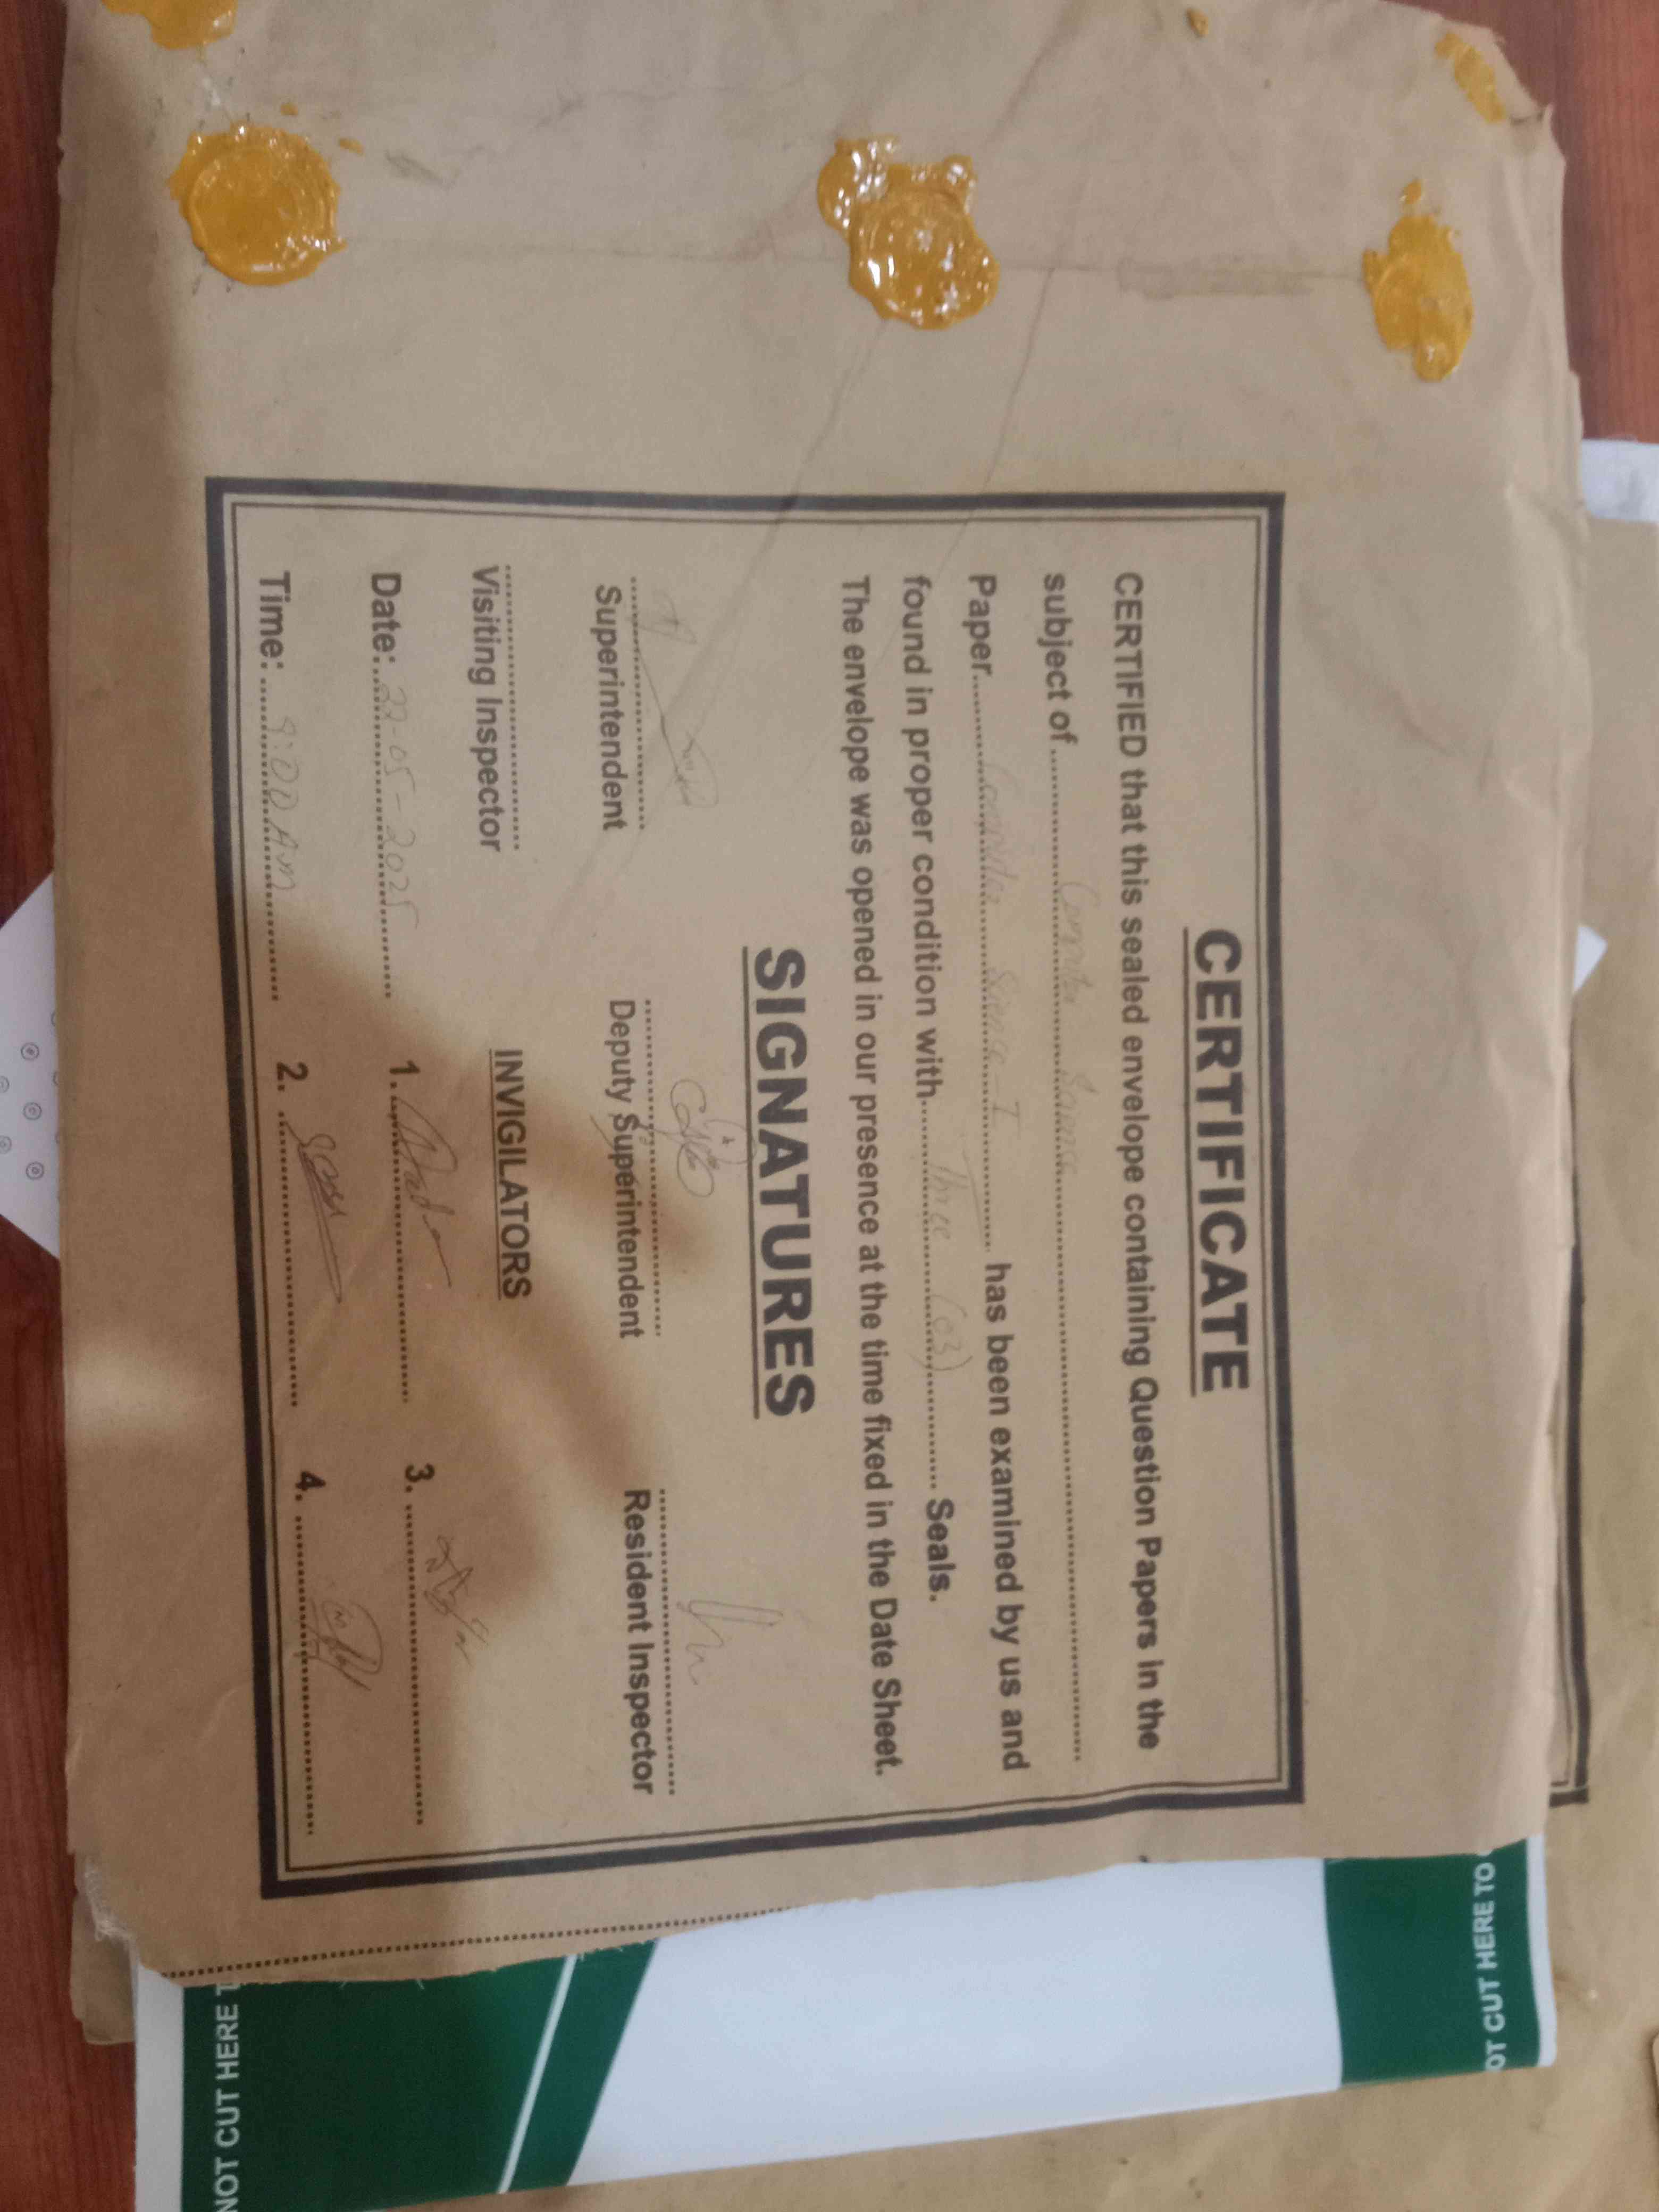 CERTIFICATE
CERTIFIED that this sealed envelope containing Question Papers in the
subject of Computer Science
Paper Computer Science-I has been examined by us and
found in proper condition with Three (03) Seals.
The envelope was opened in our presence at the time fixed in the Date Sheet.
SIGNATURES
Superintendent Deputy Superintendent Resident Inspector
Visiting Inspector INVIGILATORS
Date: 22-05-2025 1. 3.
Time: 9:00 Am 2. 4.
NOT CUT HERE T
OT CUT HERE TO